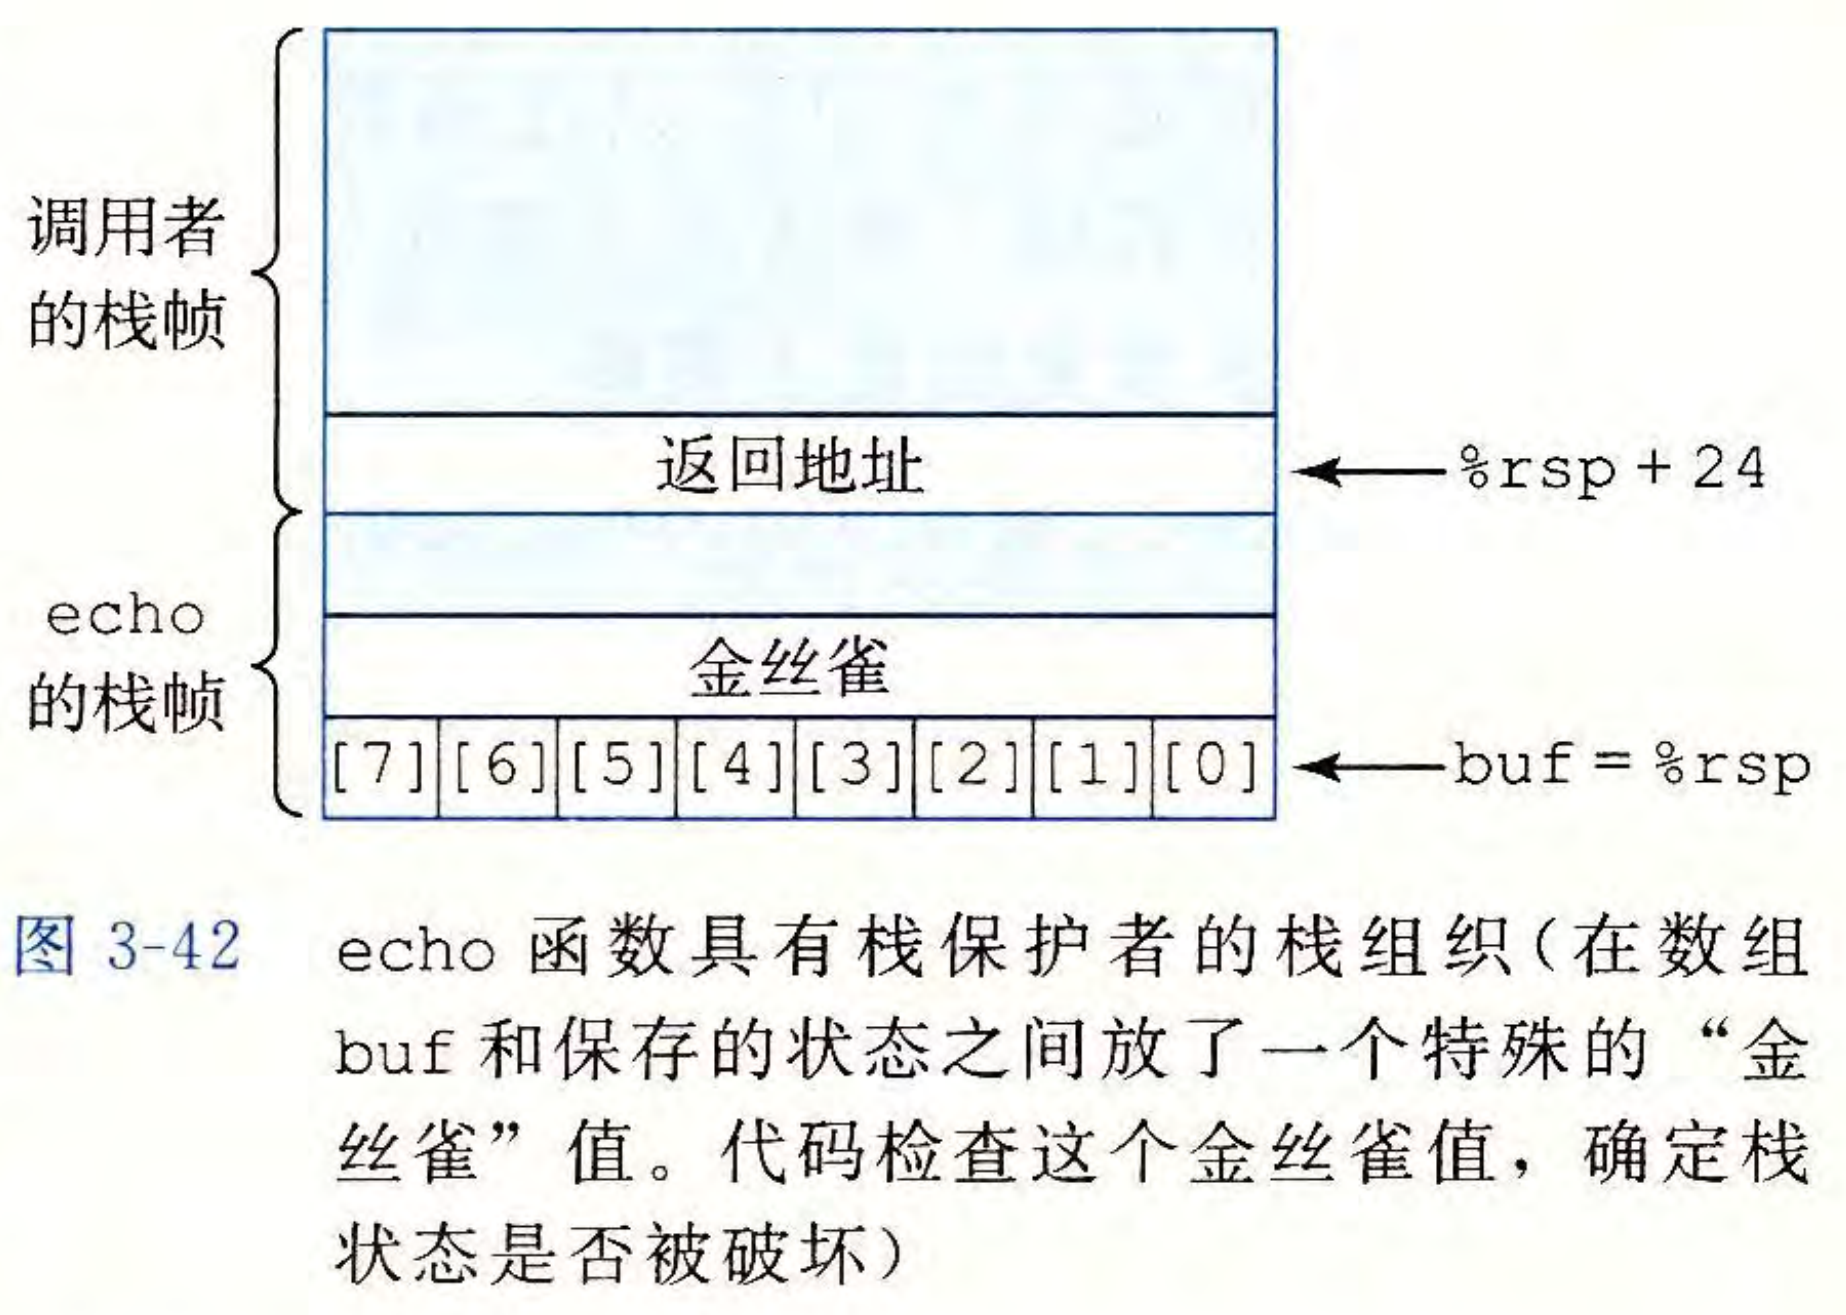 调用者
的栈帧
返回地址
%rsp + 24
echo
的栈帧
金丝雀
[7] [6] [5] [4] [3] [2] [1] [0]
buf = %rsp
图 3-42 echo 函数具有栈保护者的栈组织(在数组
buf 和保存的状态之间放了一个特殊的“金
丝雀”值。代码检查这个金丝雀值，确定栈
状态是否被破坏)